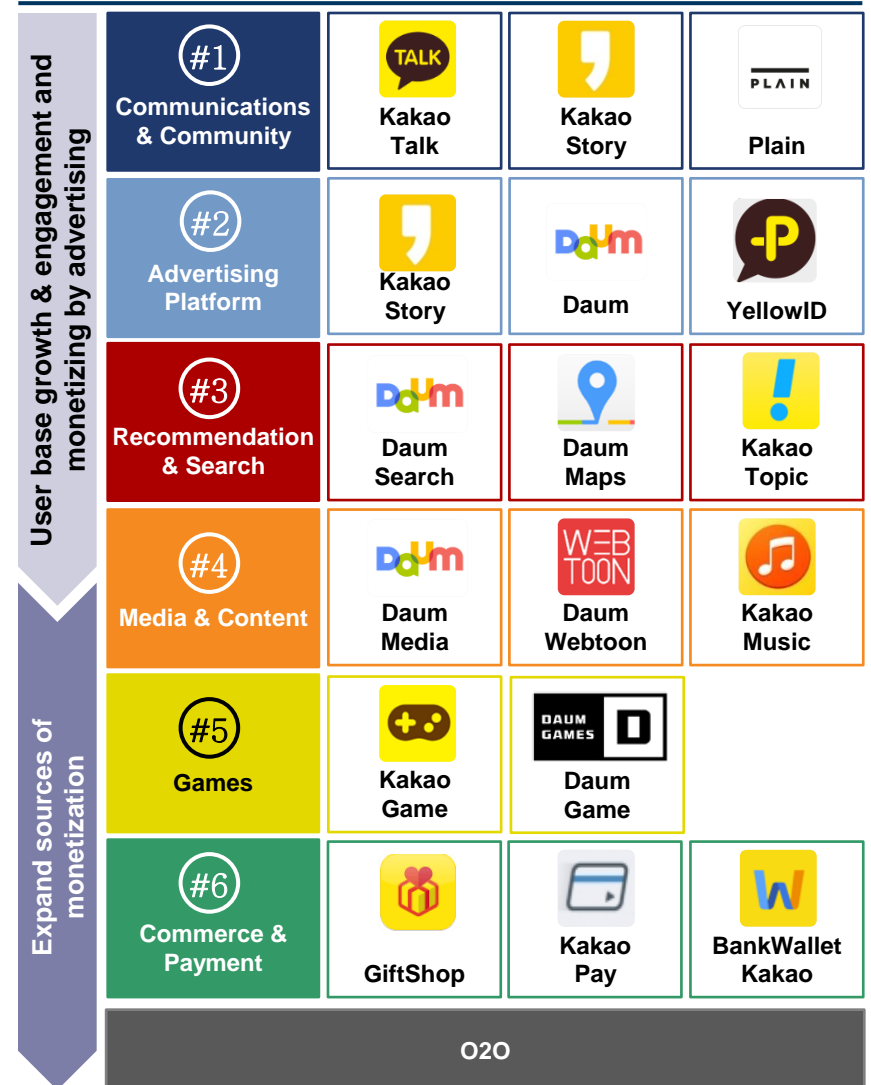 User base growth & engagement and
monetizing by advertising
#1
Communications
& Community
TALK
Kakao
Talk
Kakao
Story
PLAIN
Plain
#2
Advertising
Platform
Kakao
Story
Daum
Daum
P
YellowID
#3
Recommendation
& Search
Daum
Daum
Search
Daum
Maps
Kakao
Topic
#4
Media & Content
Daum
Daum
Media
WEB
TOON
Daum
Webtoon
Kakao
Music
Expand sources of
monetization
#5
Games
Kakao
Game
DAUM
GAMES
D
Daum
Game
#6
Commerce &
Payment
GiftShop
Kakao
Pay
W
BankWallet
Kakao
O2O